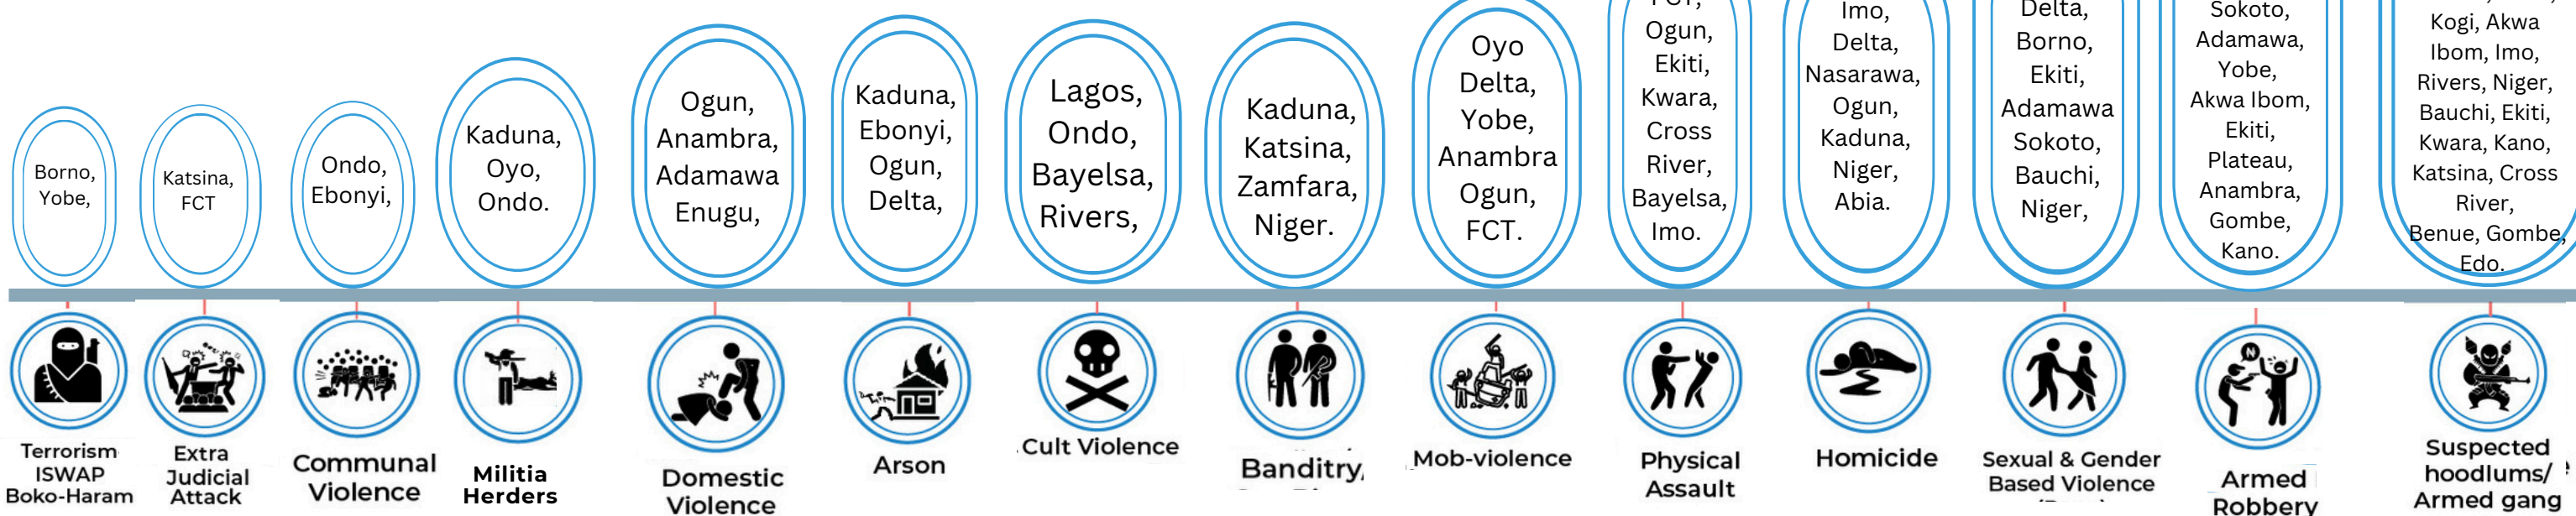 Borno,
Yobe,
Katsina,
FCT
Ondo,
Ebonyi,
Kaduna,
Oyo,
Ondo.
Ogun,
Anambra,
Adamawa
Enugu,
Kaduna,
Ebonyi,
Ogun,
Delta,
Lagos,
Ondo,
Bayelsa,
Rivers,
Kaduna,
Katsina,
Zamfara,
Niger.
Oyo
Delta,
Yobe,
Anambra
Ogun,
FCT.
FCT,
Ogun,
Ekiti,
Kwara,
Cross
River,
Bayelsa,
Imo.
Imo,
Delta,
Nasarawa,
Ogun,
Kaduna,
Niger,
Abia.
Delta,
Borno,
Ekiti,
Adamawa
Sokoto,
Bauchi,
Niger,
Sokoto,
Adamawa,
Yobe,
Akwa Ibom,
Ekiti,
Plateau,
Anambra,
Gombe,
Kano.
Kogi, Akwa
Ibom, Imo,
Rivers, Niger,
Bauchi, Ekiti,
Kwara, Kano,
Katsina, Cross
River,
Benue, Gombe,
Edo.
N
Terrorism
ISWAP
Boko-Haram
Extra
Judicial
Attack
Communal
Violence
Militia
Herders
Domestic
Violence
Arson
Cult Violence
Banditry,
Mob-violence
Physical
Assault
Homicide
Sexual & Gender
Based Violence
Armed
Robbery
Suspected
hoodlums/
Armed gang